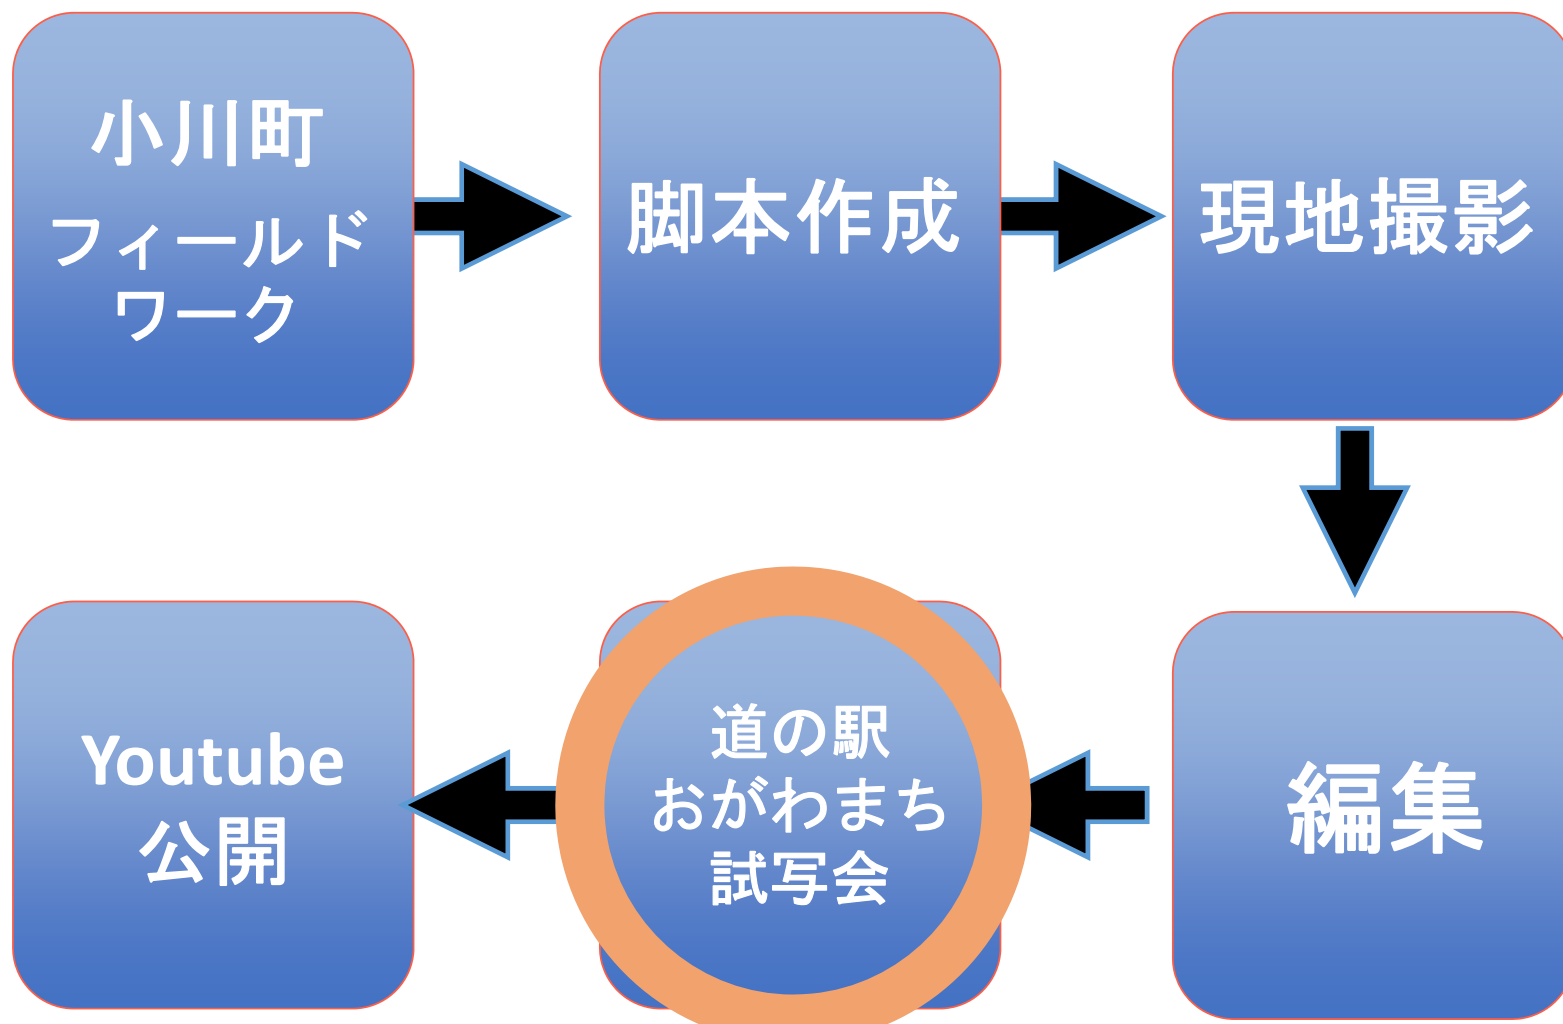 小川町
フィールド
ワーク
脚本作成
現地撮影
編集
道の駅
おがわまち
試写会
Youtube
公開